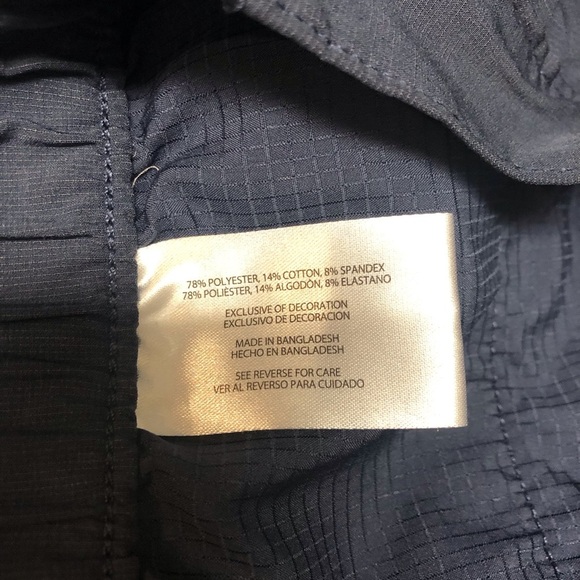 78% POLYESTER, 14% COTTON, 8% SPANDEX
78% POLIÈSTER, 14% ALGODÓN, 8% ELASTANO
EXCLUSIVE OF DECORATION
EXCLUSIVO DE DECORACION
MADE IN BANGLADESH
HECHO EN BANGLADESH
SEE REVERSE FOR CARE
VER AL REVERSO PARA CUIDADO